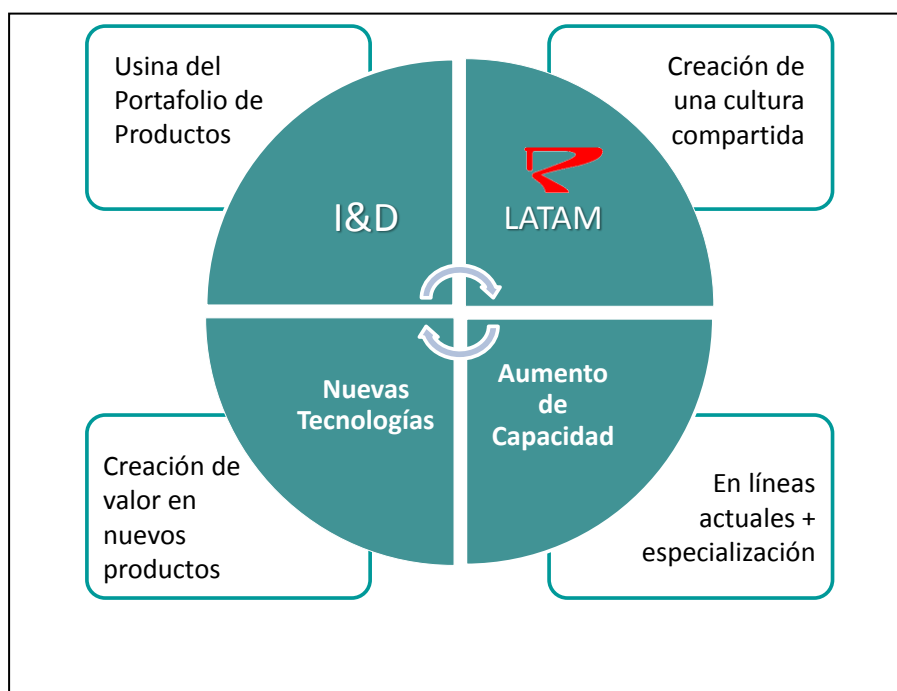 Usina del
Portafolio de
Productos
Creación de
una cultura
compartida
I&D
LATAM
Nuevas
Tecnologías
Aumento
de
Capacidad
Creación de
valor en
nuevos
productos
En líneas
actuales +
especialización